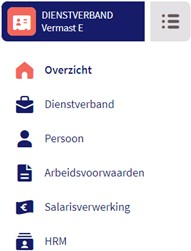 DIENSTVERBAND
Vermast E
Overzicht
Dienstverband
Persoon
Arbeidsvoorwaarden
Salarisverwerking
HRM